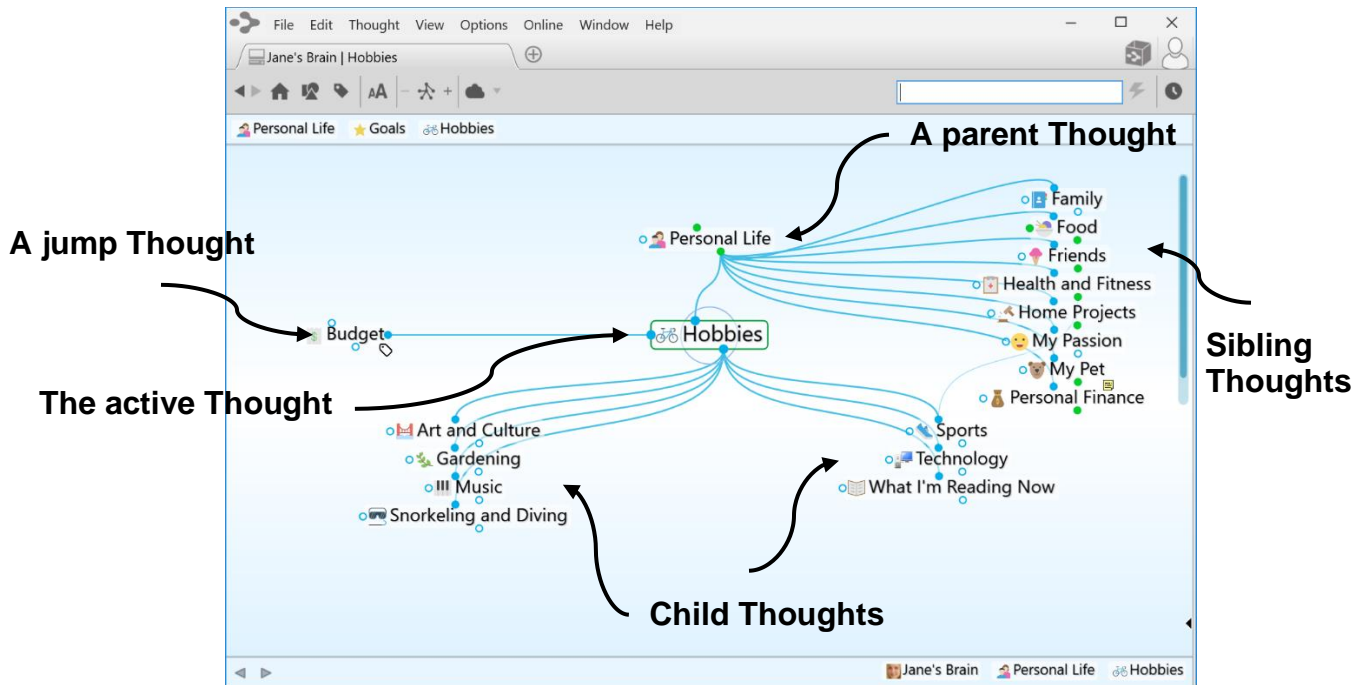 File Edit Thought View Options Online Window Help
Jane's Brain | Hobbies
AA
Personal Life Goals Hobbies
A parent Thought
Family
Food
Friends
Health and Fitness
Home Projects
My Passion
My Pet
Personal Finance
Personal Life
A jump Thought
Budget
Hobbies
Sibling
Thoughts
The active Thought
Art and Culture
Gardening
Music
Snorkeling and Diving
Sports
Technology
What I'm Reading Now
Child Thoughts
Jane's Brain Personal Life Hobbies